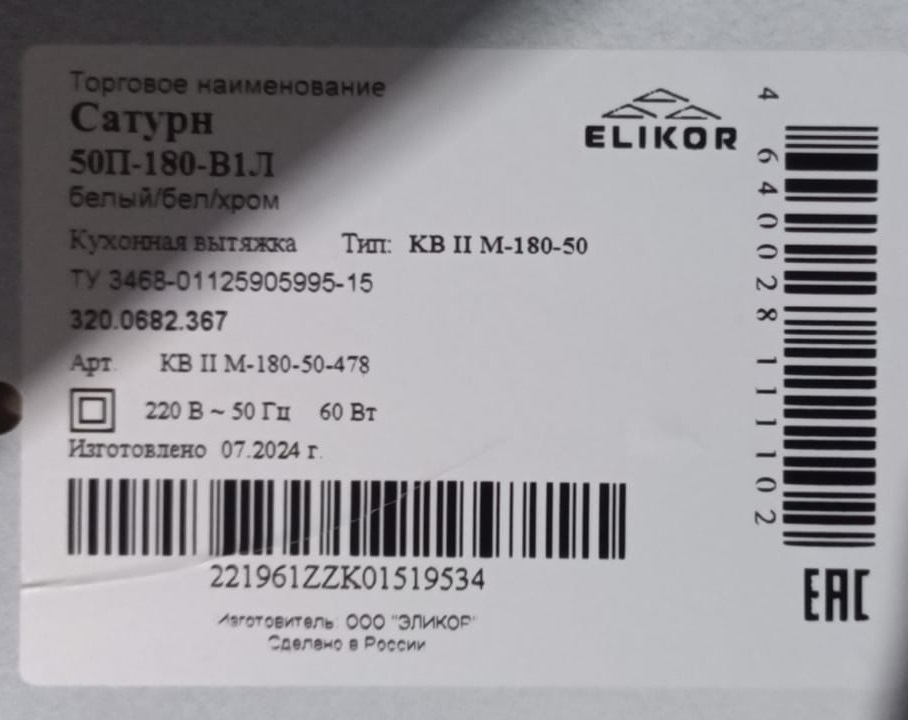 Торговое наименование
Сатурн
50П-180-В1Л
белый/бел/хром
ELIKOR
Кухонная вытяжка Тип: КВ II М-180-50
ТУ 3468-01125905995-15
320.0682.367
Арт. КВ II М-180-50-478
220 В ~ 50 Гц 60 Вт
Изготовлено 07.2024 г.
221961ZZK01519534
Изготовитель: ООО "ЭЛИКОР"
Сделано в России
4 640028 111102
EAC